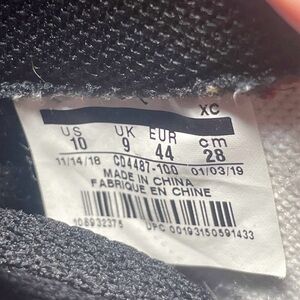 XC
US UK EUR cm
10 9 44 28
11/14/18 CD4487-100 01/03/19
MADE IN CHINA
FABRIQUE EN CHINE
108932375 UPC 00193150591433